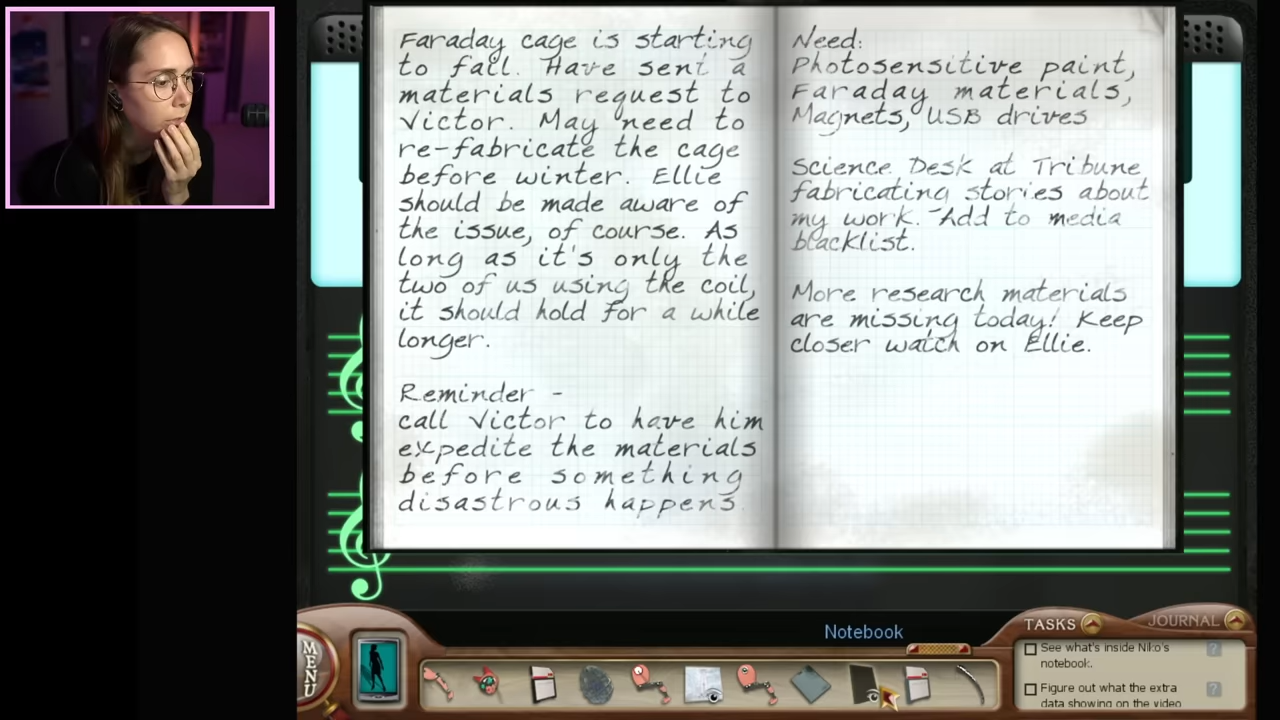 Faraday cage is starting
to fail. Have sent a
materials request to
Victor. May need to
re-fabricate the cage
before winter. Ellie
should be made aware of
the issue, of course. As
long as it's only the
two of us using the coil,
it should hold for a while
longer.
Reminder -
call Victor to have him
expedite the materials
before something
disastrous happens.
Need:
Photosensitive paint,
Faraday materials,
Magnets, USB drives
Science Desk at Tribune
fabricating stories about
my work. Add to media
blacklist.
More research materials
are missing today! Keep
closer watch on Ellie.
Notebook
MENU
TASKS
JOURNAL
See what's inside Niko's
notebook.
?
Figure out what the extra
data showing on the video
?